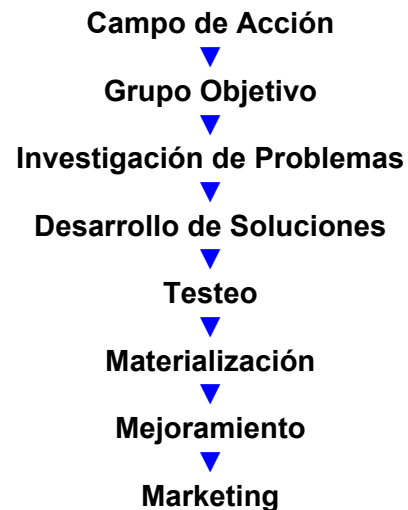 Campo de Acción
Grupo Objetivo
Investigación de Problemas
Desarrollo de Soluciones
Testeo
Materialización
Mejoramiento
Marketing